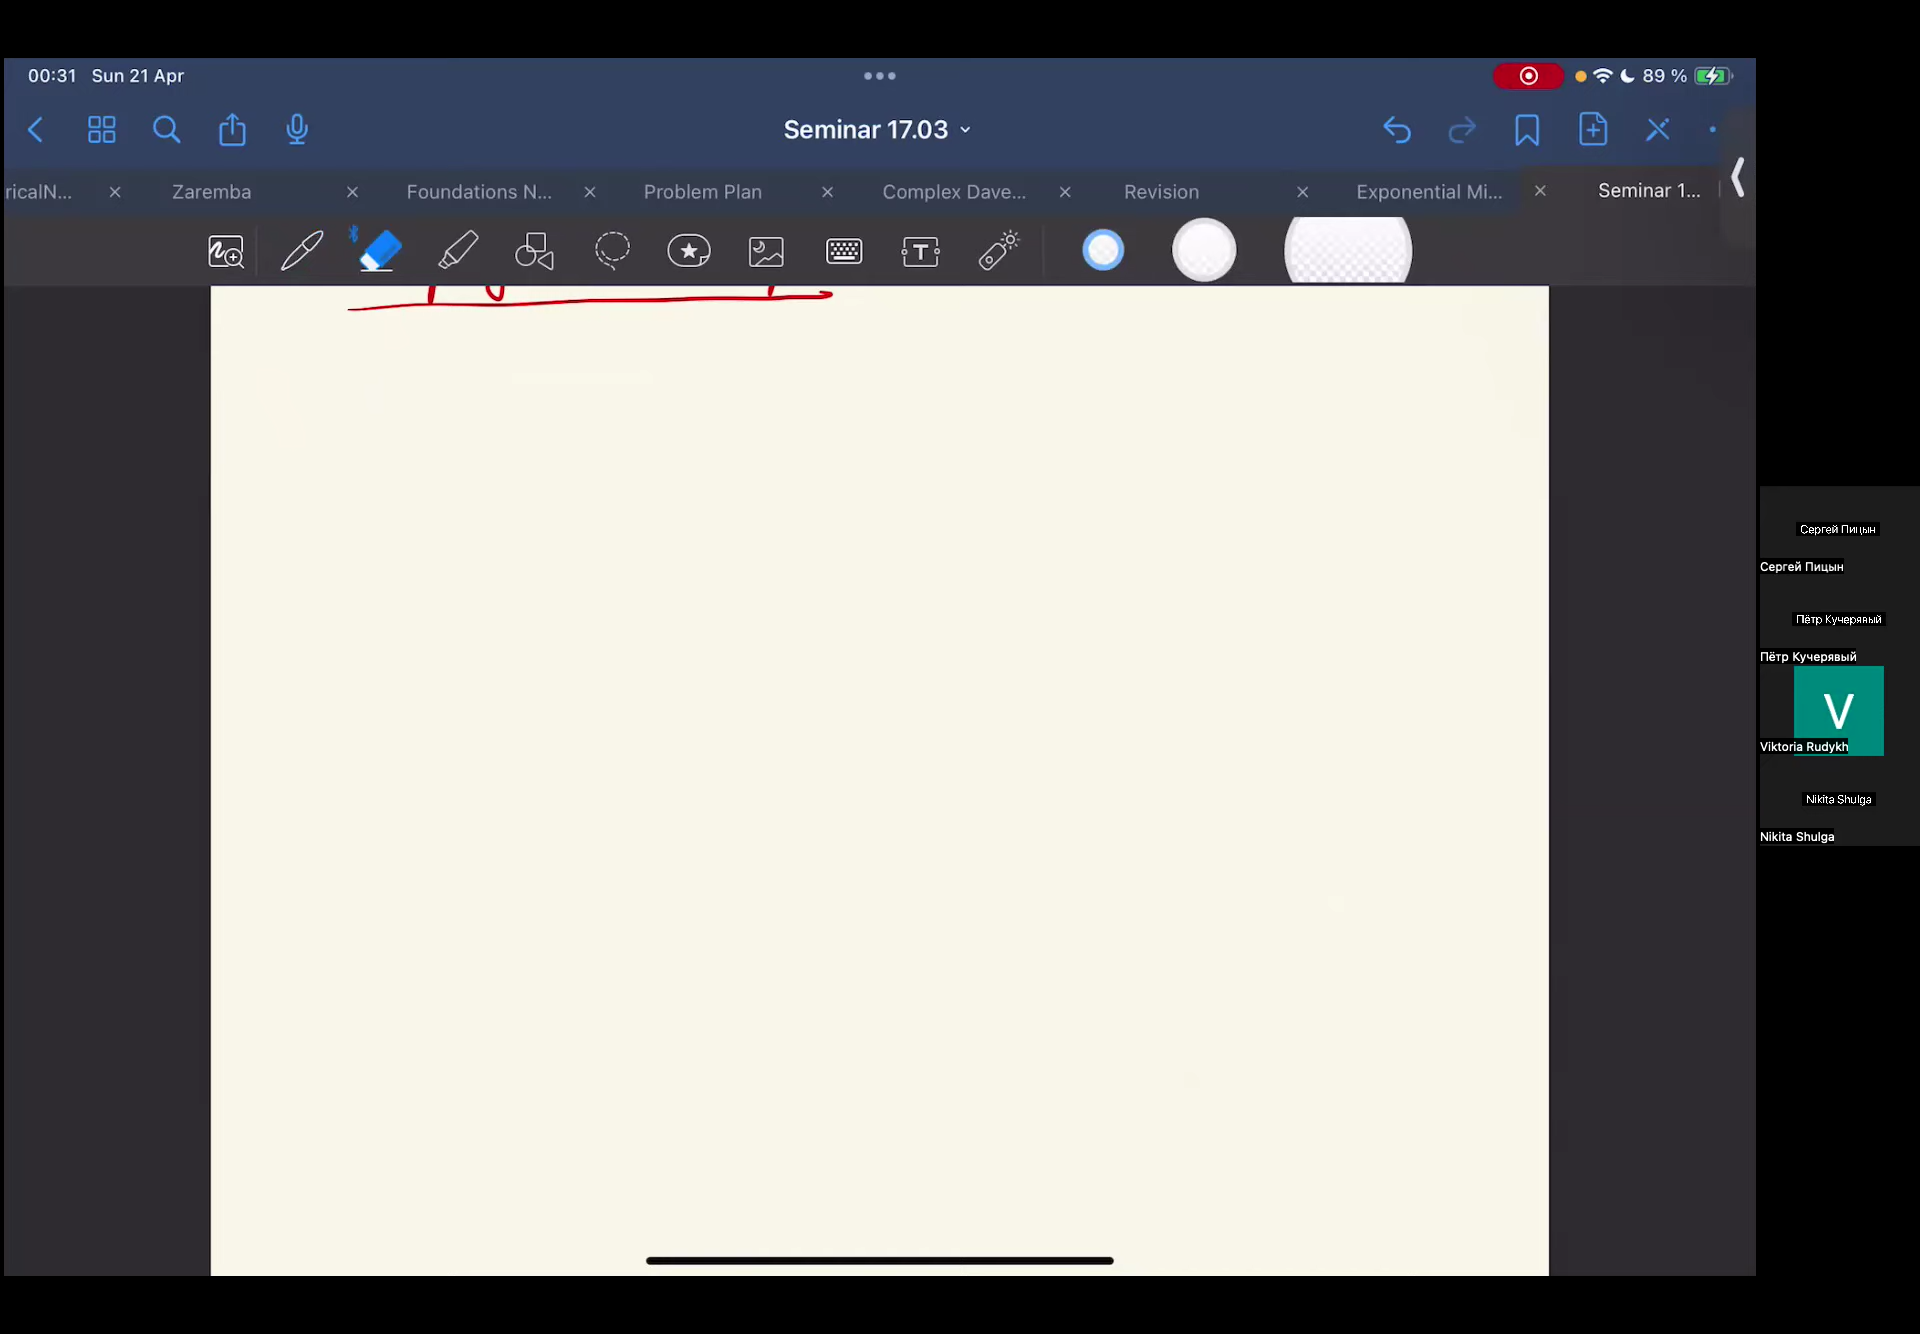 00:31 Sun 21 Apr
89 %
Seminar 17.03
ricalN...
Zaremba
Foundations N...
Problem Plan
Complex Dave...
Revision
Exponential Mi...
Seminar 1...
T
Сергей Пицын
Сергей Пицын
Пётр Кучерявый
Пётр Кучерявый
V
Viktoria Rudykh
Nikita Shulga
Nikita Shulga